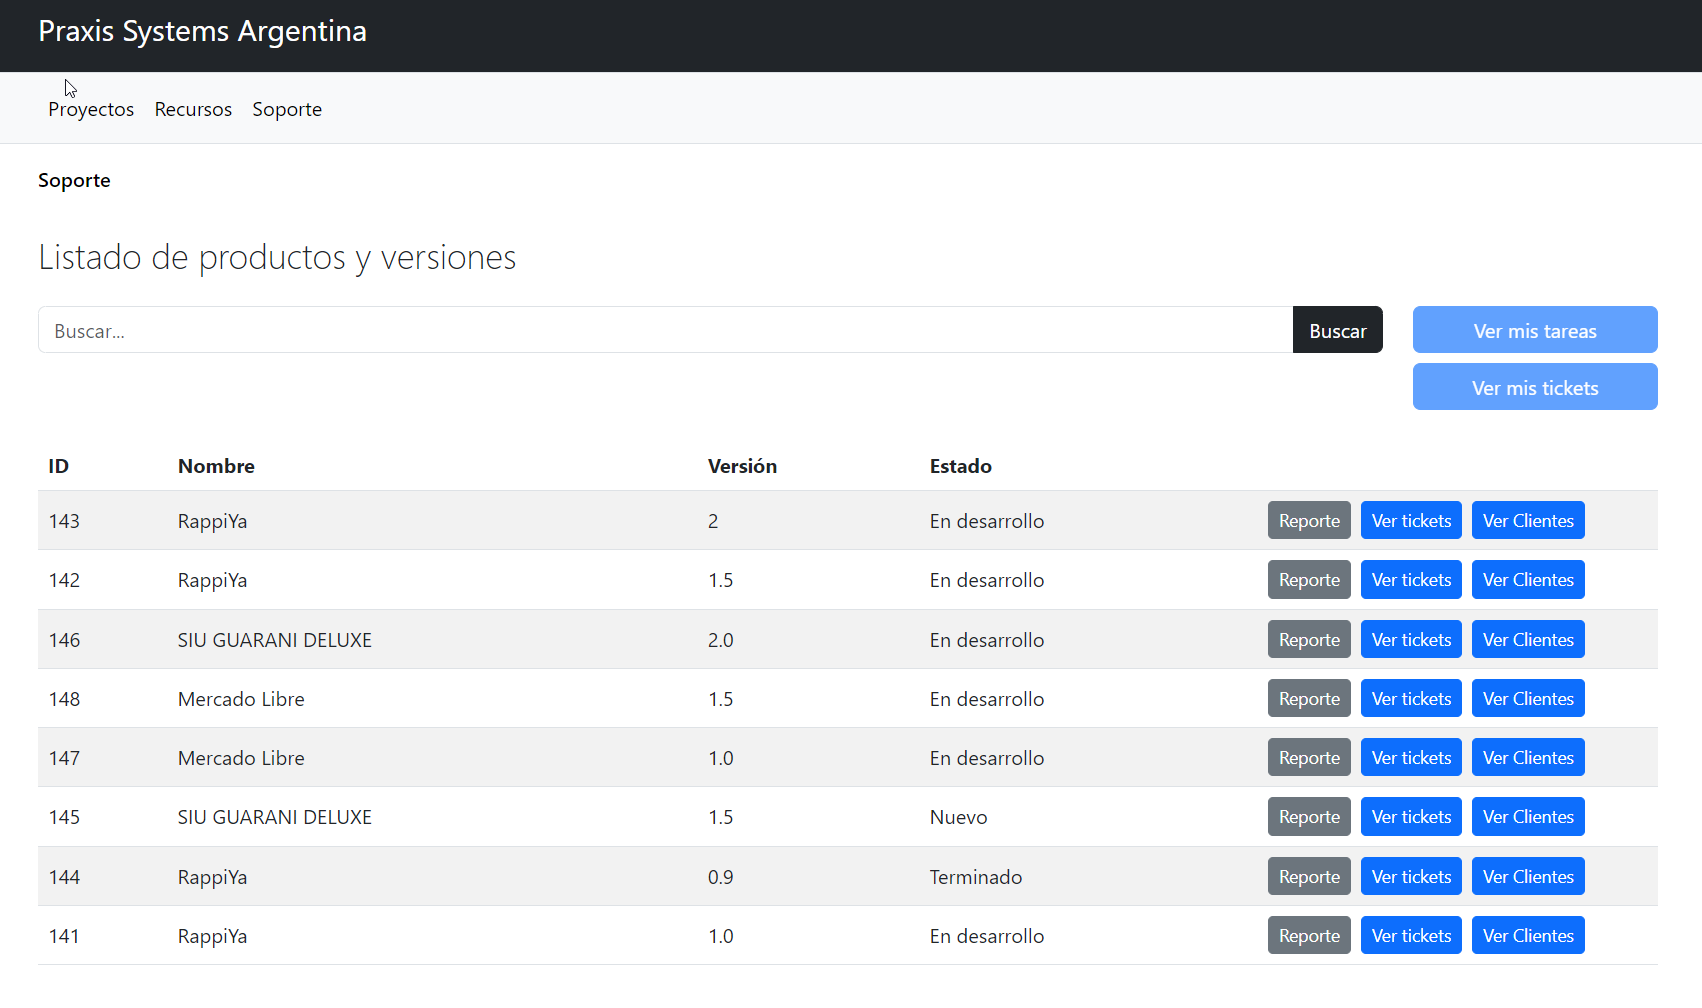 Praxis Systems Argentina
Proyectos Recursos Soporte
Soporte
Listado de productos y versiones
Buscar... Buscar Ver mis tareas
Ver mis tickets
ID Nombre Versión Estado
143 RappiYa 2 En desarrollo Reporte Ver tickets Ver Clientes
142 RappiYa 1.5 En desarrollo Reporte Ver tickets Ver Clientes
146 SIU GUARANI DELUXE 2.0 En desarrollo Reporte Ver tickets Ver Clientes
148 Mercado Libre 1.5 En desarrollo Reporte Ver tickets Ver Clientes
147 Mercado Libre 1.0 En desarrollo Reporte Ver tickets Ver Clientes
145 SIU GUARANI DELUXE 1.5 Nuevo Reporte Ver tickets Ver Clientes
144 RappiYa 0.9 Terminado Reporte Ver tickets Ver Clientes
141 RappiYa 1.0 En desarrollo Reporte Ver tickets Ver Clientes